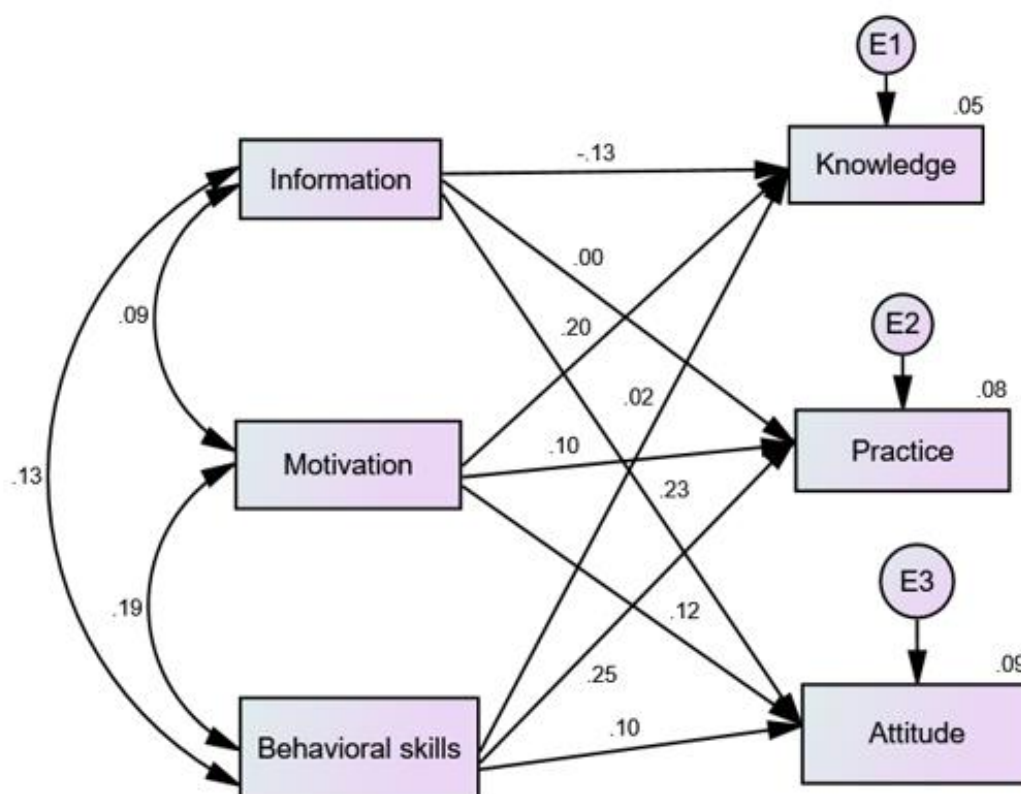 E1
.05
Information
-.13
Knowledge
.00
.09
.20
E2
.02
.08
Motivation
.10
Practice
.13
.23
E3
.19
.12
.25
.09
Behavioral skills
.10
Attitude